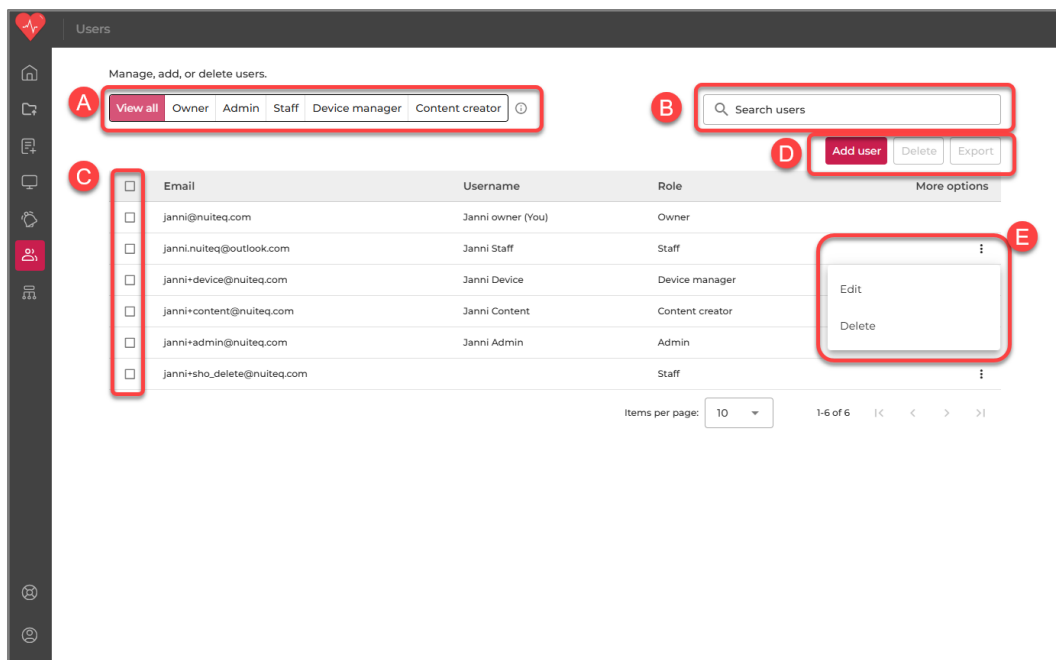 Users
Manage, add, or delete users.
A
View all Owner Admin Staff Device manager Content creator
B
Search users
D
Add user Delete Export
C
Email Username Role More options
janni@nuiteq.com Janni owner (You) Owner
janni.nuiteq@outlook.com Janni Staff Staff
E
janni+device@nuiteq.com Janni Device Device manager
Edit
janni+content@nuiteq.com Janni Content Content creator
Delete
janni+admin@nuiteq.com Janni Admin Admin
janni+sho_delete@nuiteq.com Staff
Items per page: 10 1-6 of 6